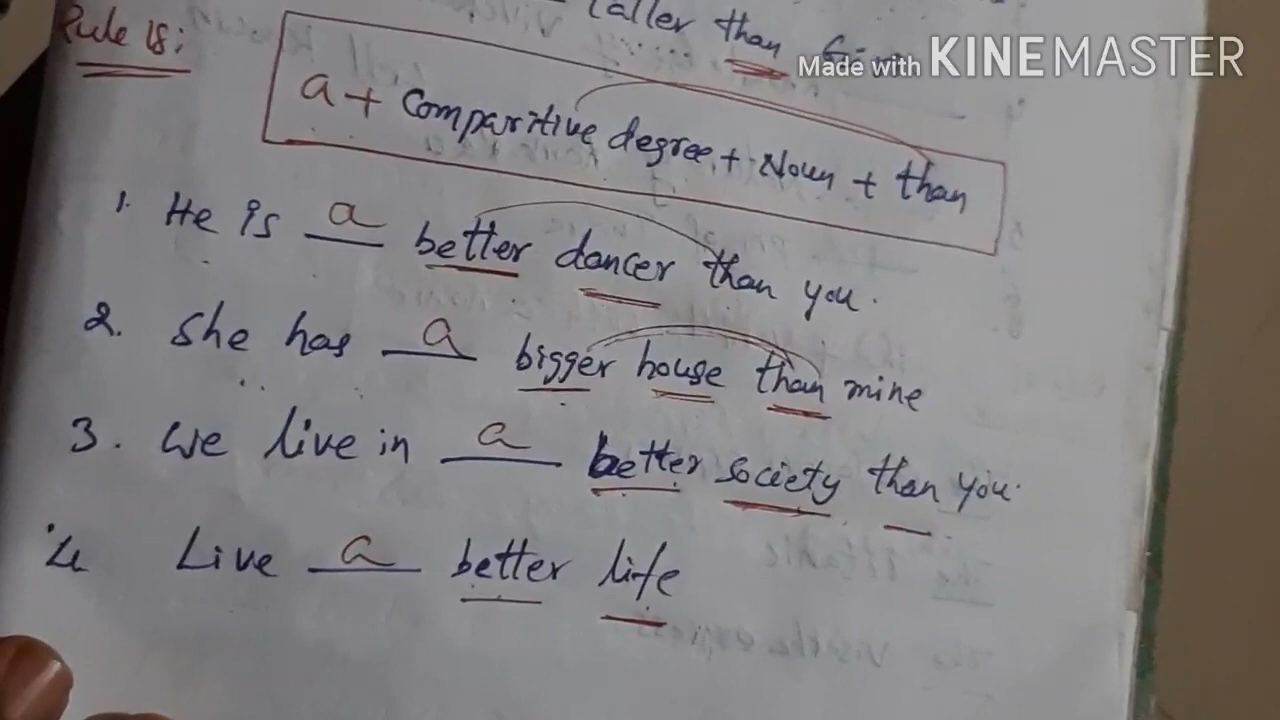 taller than
Made with KINEMASTER
Rule is:
a + Comparitive degree + Noun + than
1. He is a better dancer than you.
2. She has a bigger house than mine
3. We live in a better society than you.
4 Live a better life